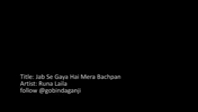 Title: Jab Se Gaya Hai Mera Bachpan
Artist: Runa Laila
follow @gobindaganji